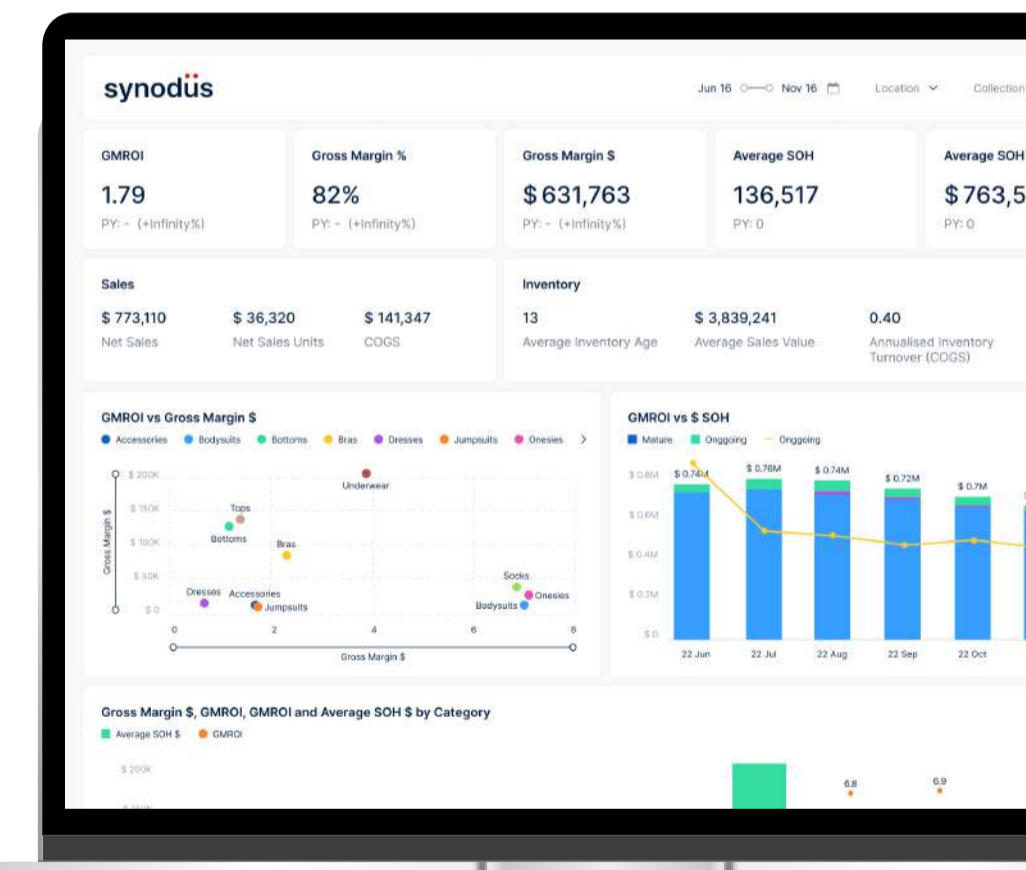 synodüs
Jun 16 Nov 16 Location Collection
GMROI
1.79
PY: - (+Infinity%)
Gross Margin %
82%
PY: - (+Infinity%)
Gross Margin $
$ 631,763
PY: - (+Infinity%)
Average SOH
136,517
PY: 0
Average SOH
$ 763,5
PY: 0
Sales
$ 773,110
Net Sales
$ 36,320
Net Sales Units
$ 141,347
COGS
Inventory
13
Average Inventory Age
$ 3,839,241
Average Sales Value
0.40
Annualised Inventory
Turnover (COGS)
GMROI vs Gross Margin $
Accessories Bodysuits Bottoms Bras Dresses Jumpsuits Onesies
Gross Margin $
$ 200K
$ 150K
$ 100K
$ 50K
$ 0
Underwear
Tops
Bottoms
Bras
Socks
Dresses
Accessories
Jumpsuits
Onesies
Bodysuits
0 2 4 6 8
Gross Margin $
GMROI vs $ SOH
Mature Onggoing Onggoing
$ 0.8M
$ 0.6M
$ 0.4M
$ 0
$ 0.74M $ 0.76M $ 0.74M $ 0.72M $ 0.7M
22 Jun 22 Jul 22 Aug 22 Sep 22 Oct
Gross Margin $, GMROI, GMROI and Average SOH $ by Category
Average SOH $ GMROI
$ 200K
6.8 6.9